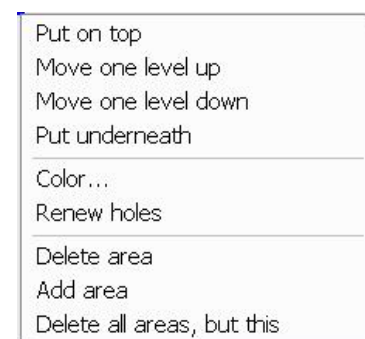 Put on top
Move one level up
Move one level down
Put underneath
Color...
Renew holes
Delete area
Add area
Delete all areas, but this